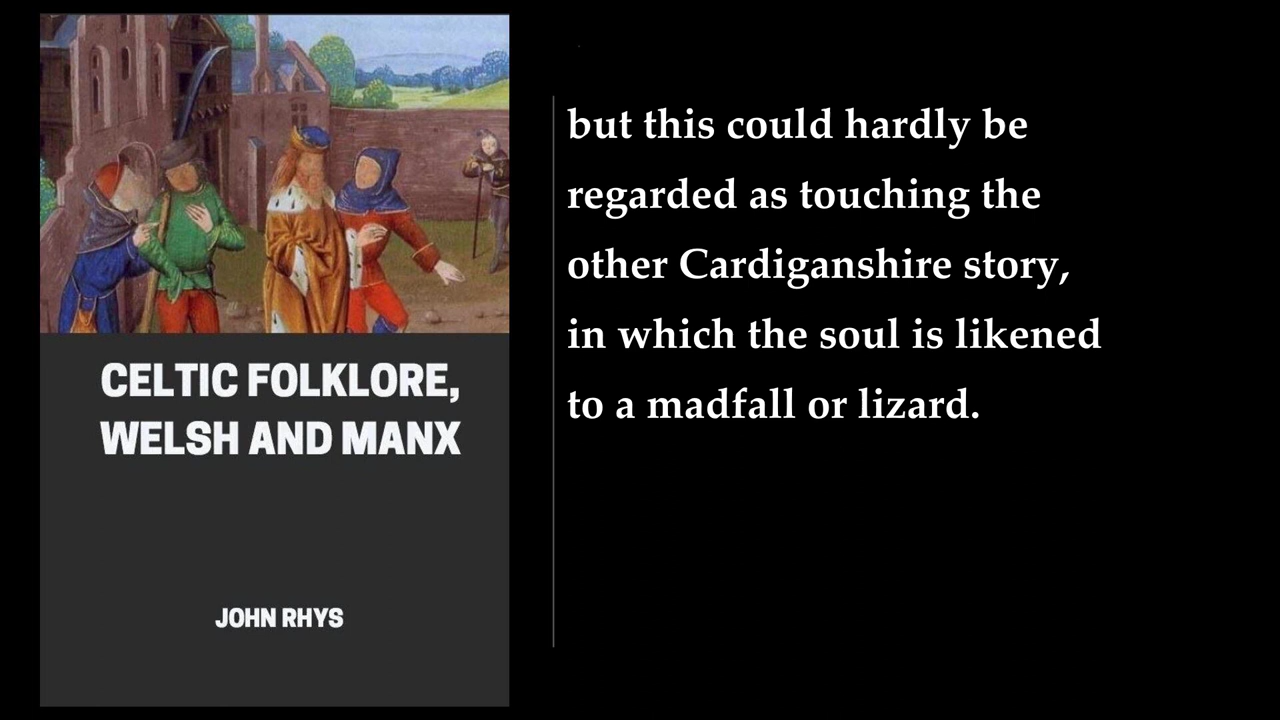 CELTIC FOLKLORE,
WELSH AND MANX
JOHN RHYS
but this could hardly be
regarded as touching the
other Cardiganshire story,
in which the soul is likened
to a madfall or lizard.